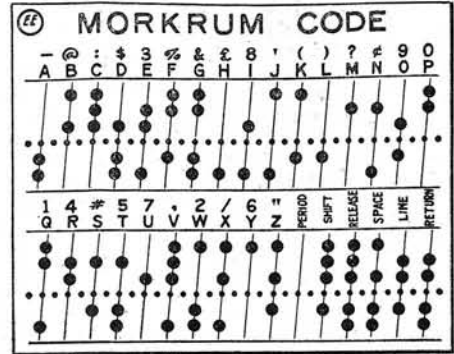 EE MORKRUM CODE
— @ : $ 3 % & £ 8 ' ( ) ? ¢ 9 0
A B C D E F G H I J K L M N O P
1 4 # 5 7 , 2 / 6 "
Q R S T U V W X Y Z PERIOD SHIFT RELEASE SPACE LINE RETURN